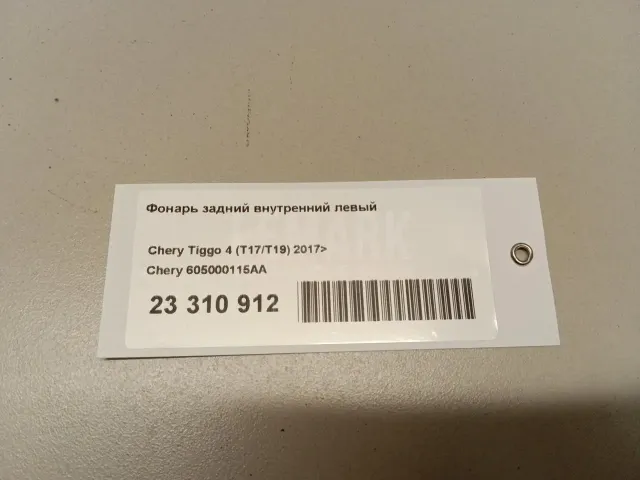 Фонарь задний внутренний левый
Chery Tiggo 4 (T17/T19) 2017>
Chery 605000115AA
23 310 912